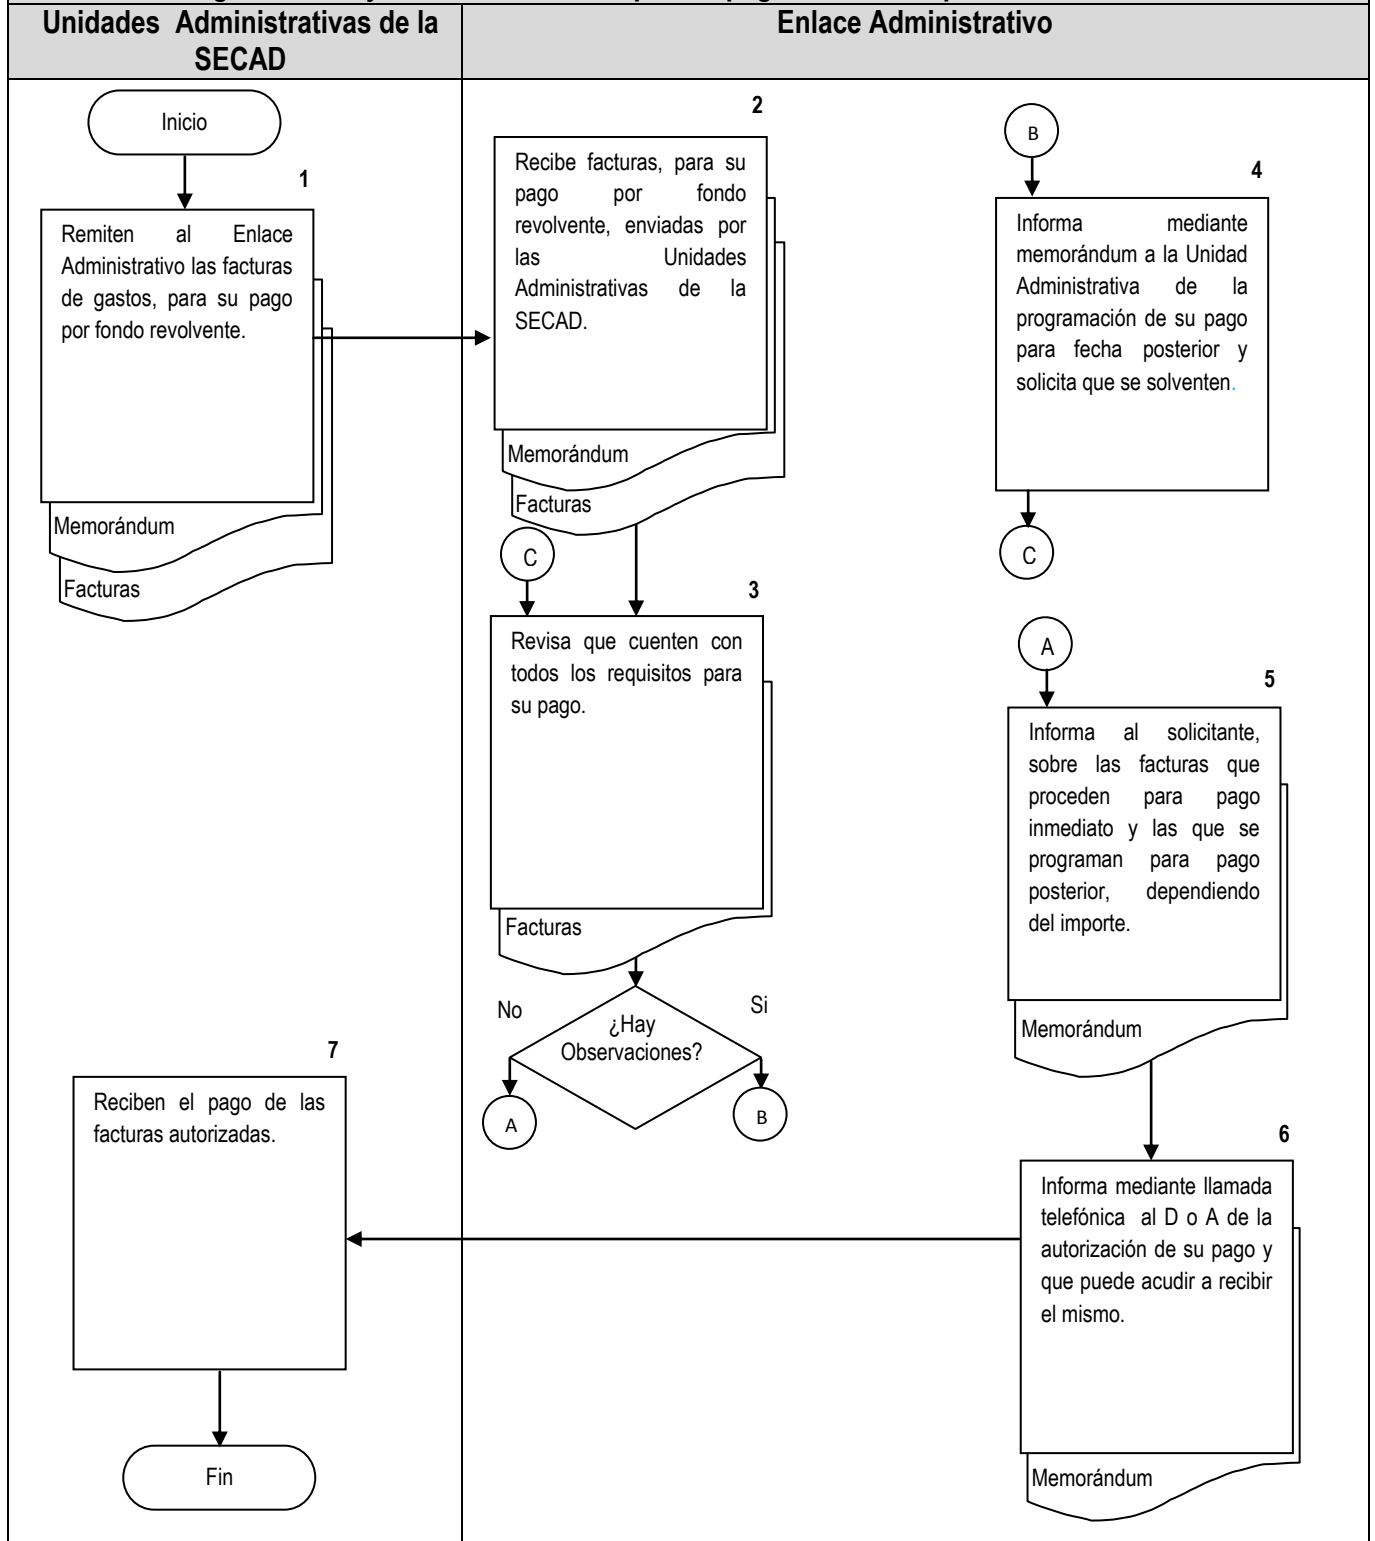 Unidades Administrativas de la
SECAD
Enlace Administrativo
Inicio
1
Remiten al Enlace
Administrativo las facturas
de gastos, para su pago
por fondo revolvente.
Memorándum
Facturas
2
Recibe facturas, para su
pago por fondo
revolvente, enviadas por
las Unidades
Administrativas de la
SECAD.
Memorándum
Facturas
C
3
Revisa que cuenten con
todos los requisitos para
su pago.
Facturas
No
Si
¿Hay
Observaciones?
A
B
B
4
Informa mediante
memorándum a la Unidad
Administrativa de la
programación de su pago
para fecha posterior y
solicita que se solventen.
C
A
5
Informa al solicitante,
sobre las facturas que
proceden para pago
inmediato y las que se
programan para pago
posterior, dependiendo
del importe.
Memorándum
6
Informa mediante llamada
telefónica al D o A de la
autorización de su pago y
que puede acudir a recibir
el mismo.
Memorándum
7
Reciben el pago de las
facturas autorizadas.
Fin